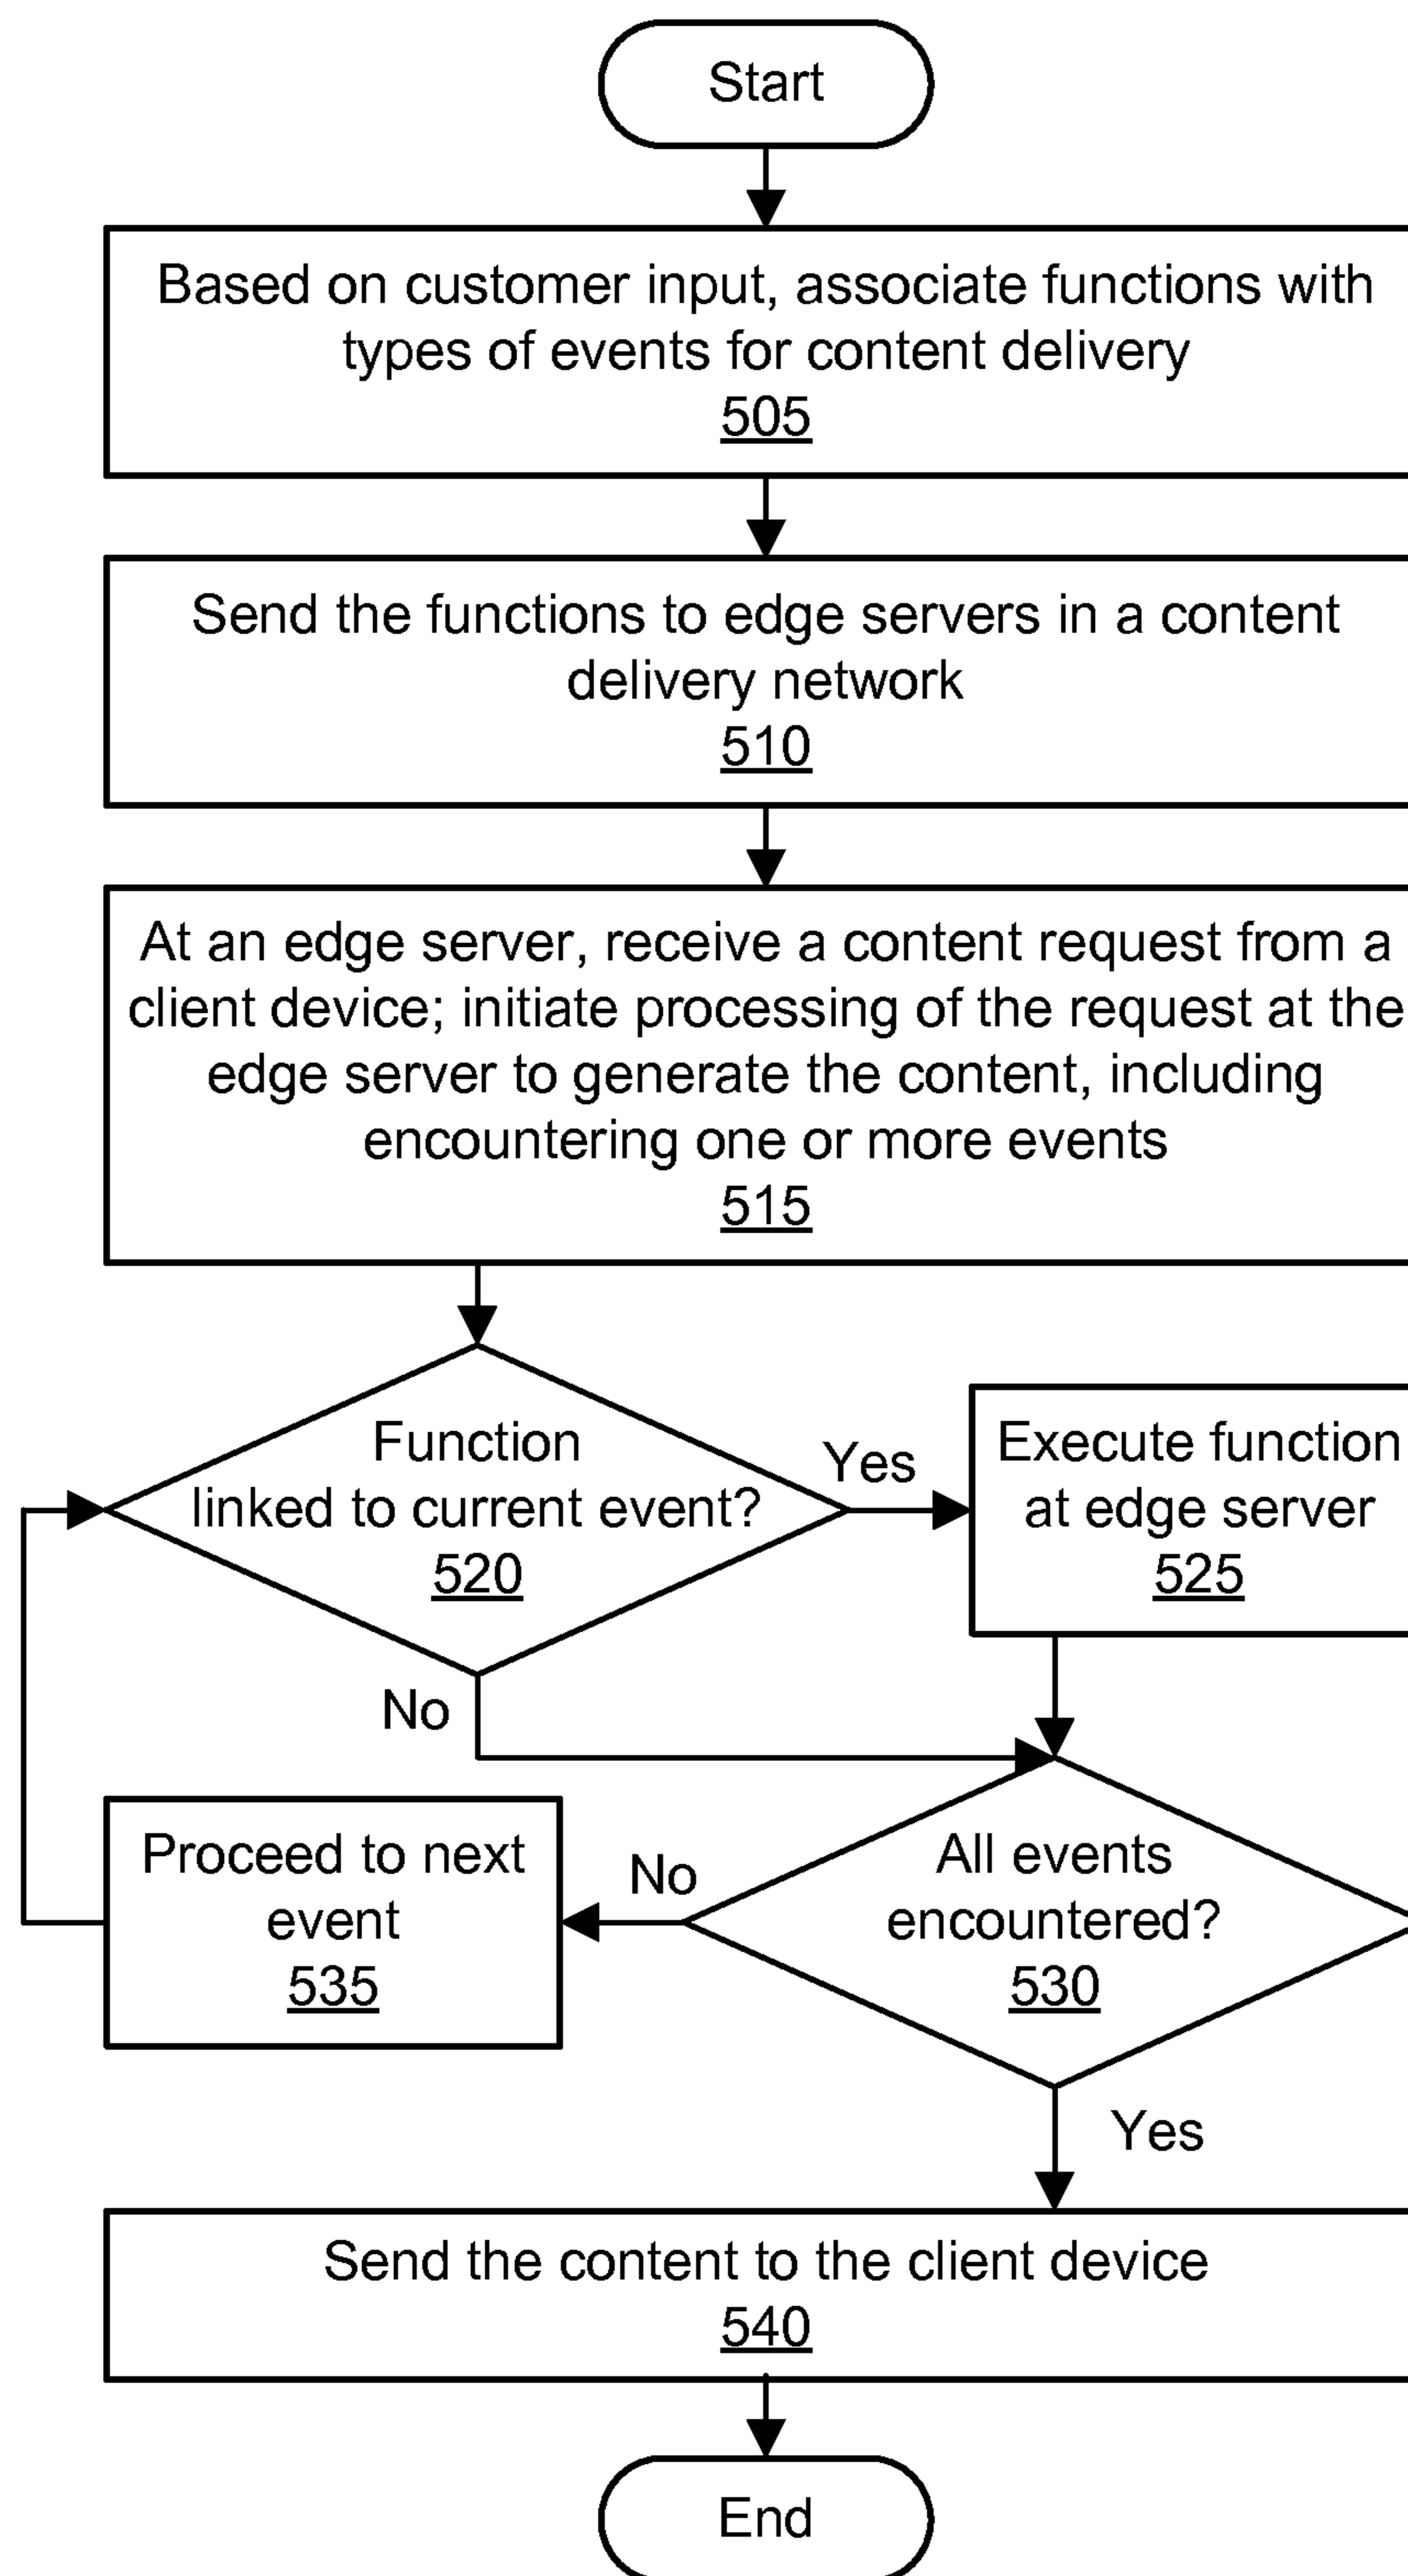 Start
Based on customer input, associate functions with
types of events for content delivery
505
Send the functions to edge servers in a content
delivery network
510
At an edge server, receive a content request from a
client device; initiate processing of the request at the
edge server to generate the content, including
encountering one or more events
515
Function
linked to current event?
520
Yes
Execute function
at edge server
525
No
All events
encountered?
530
No
Proceed to next
event
535
Yes
Send the content to the client device
540
End